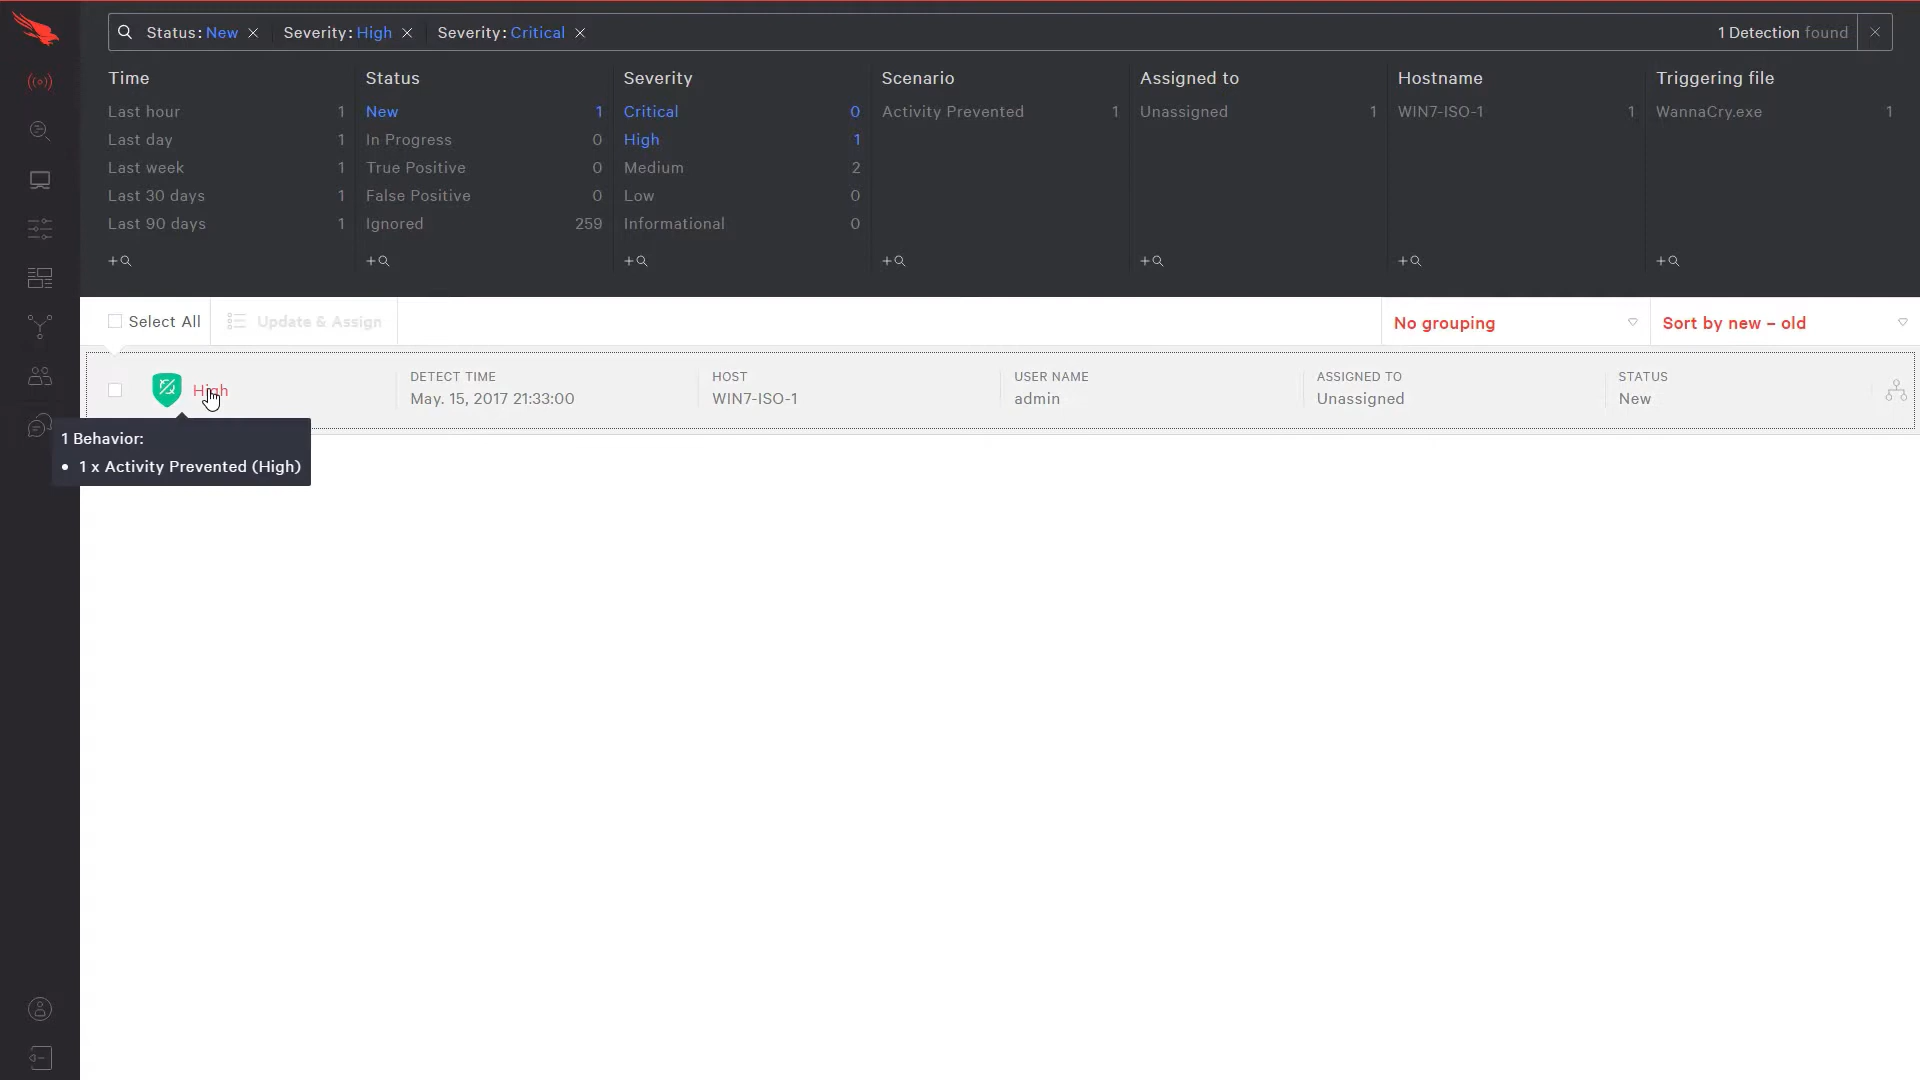 Status: New × Severity: High × Severity: Critical × 1 Detection found ×
Time Status Severity Scenario Assigned to Hostname Triggering file
Last hour 1 New 1 Critical 0 Activity Prevented 1 Unassigned 1 WIN7-ISO-1 1 WannaCry.exe 1
Last day 1 In Progress 0 High 1
Last week 1 True Positive 0 Medium 2
Last 30 days 1 False Positive 0 Low 0
Last 90 days 1 Ignored 259 Informational 0
Select All Update & Assign No grouping Sort by new – old
DETECT TIME HOST USER NAME ASSIGNED TO STATUS
High May. 15, 2017 21:33:00 WIN7-ISO-1 admin Unassigned New
1 Behavior:
• 1 x Activity Prevented (High)